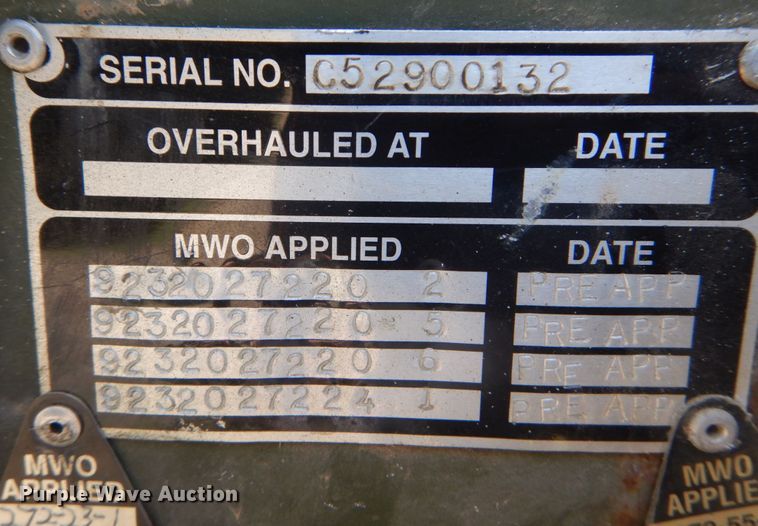 SERIAL NO. C52900132
OVERHAULED AT DATE
MWO APPLIED DATE
9232027220 2 PRE APP
9232027220 5 PRE APP
9232027220 6 PRE APP
9232027224 1 PRE APP
MWO APPLIED
MWO APPLIE
Purple Wave Auction